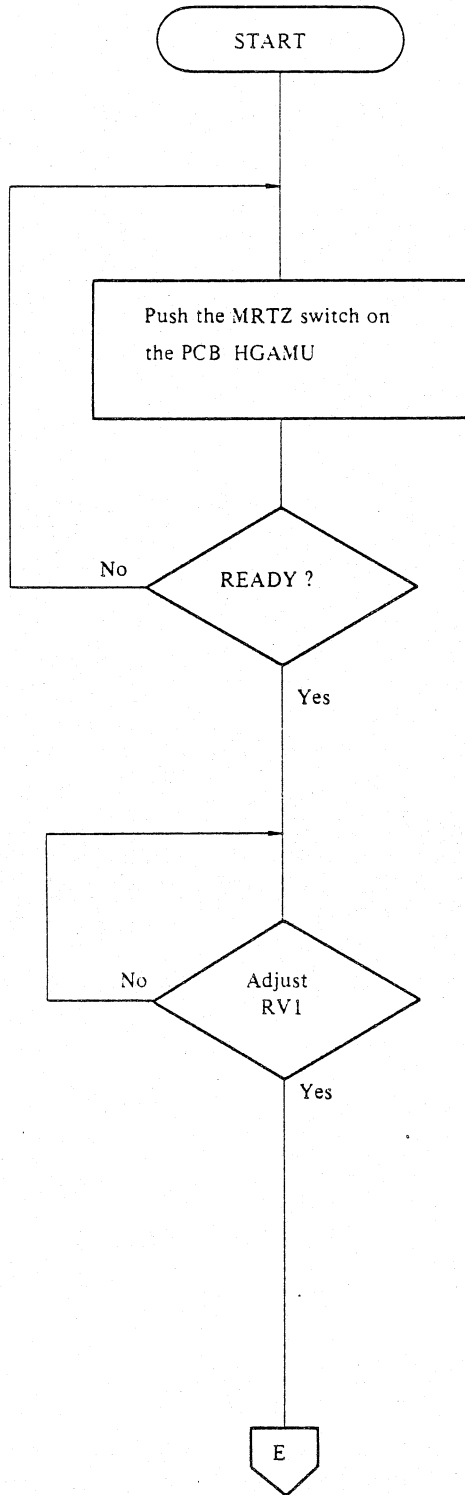 START
Push the MRTZ switch on
the PCB HGAMU
No
READY ?
Yes
No
Adjust
RV1
Yes
E